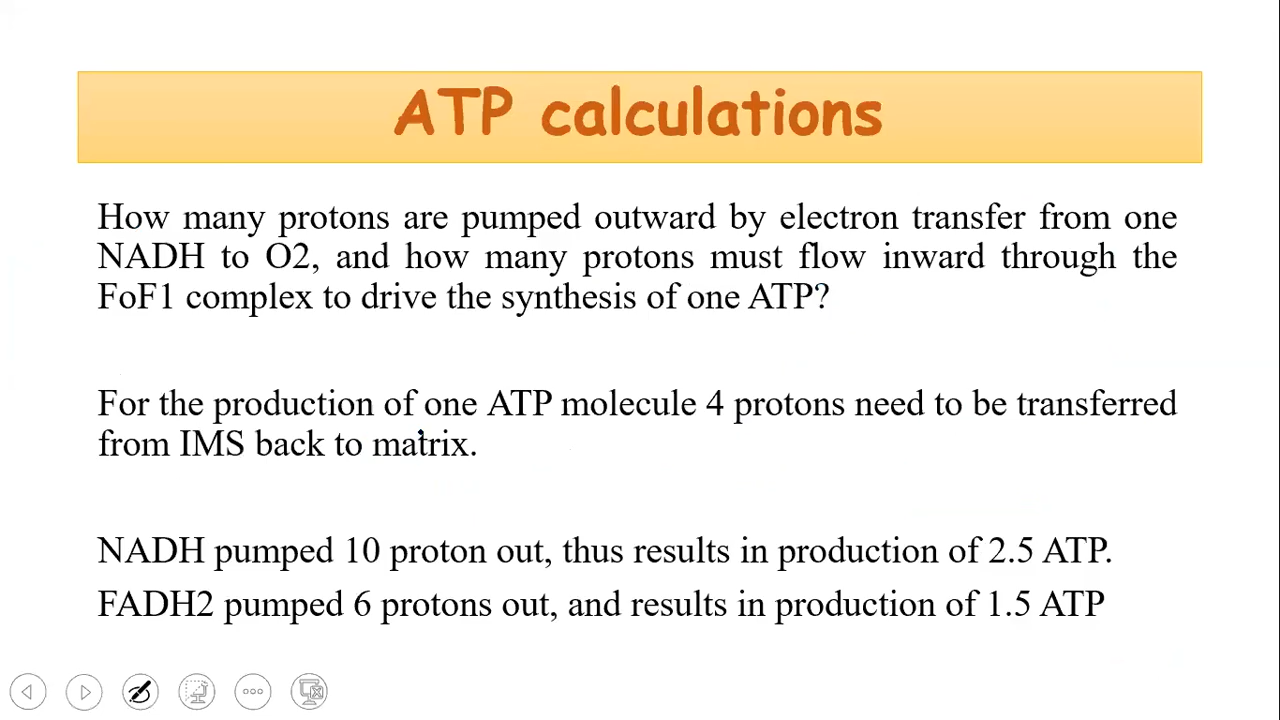 ATP calculations
How many protons are pumped outward by electron transfer from one
NADH to O2, and how many protons must flow inward through the
FoF1 complex to drive the synthesis of one ATP?
For the production of one ATP molecule 4 protons need to be transferred
from IMS back to matrix.
NADH pumped 10 proton out, thus results in production of 2.5 ATP.
FADH2 pumped 6 protons out, and results in production of 1.5 ATP